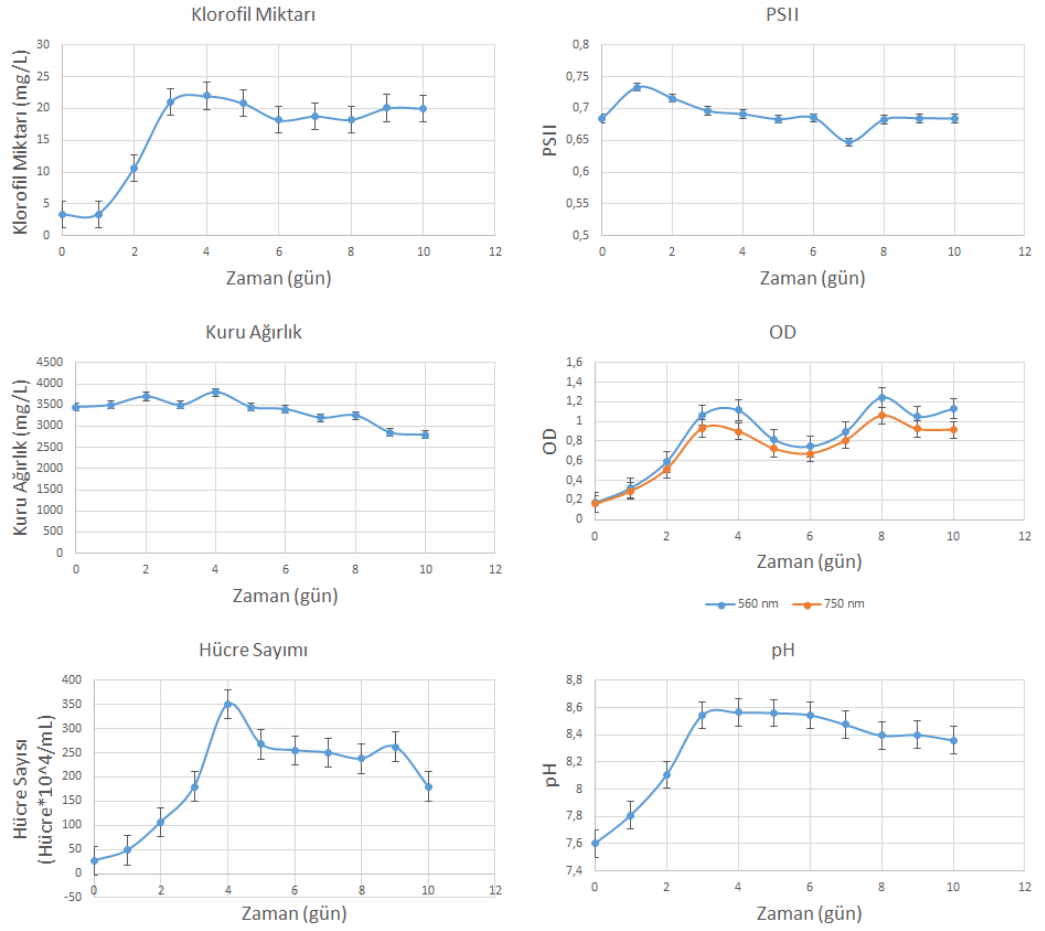 Klorofil Miktarı
Klorofil Miktarı (mg/L)
30
25
20
15
10
5
0
0 2 4 6 8 10 12
Zaman (gün)
PSII
PSII
0,8
0,75
0,7
0,65
0,6
0,55
0,5
0 2 4 6 8 10 12
Zaman (gün)
Kuru Ağırlık
Kuru Ağırlık (mg/L)
4500
4000
3500
3000
2500
2000
1500
1000
500
0
0 2 4 6 8 10 12
Zaman (gün)
OD
OD
1,6
1,4
1,2
1
0,8
0,6
0,4
0,2
0
0 2 4 6 8 10 12
Zaman (gün)
560 nm 750 nm
Hücre Sayımı
Hücre Sayısı
(Hücre*10^4/mL)
400
350
300
250
200
150
100
50
0
-50
0 2 4 6 8 10 12
Zaman (gün)
pH
pH
8,8
8,6
8,4
8,2
8
7,8
7,6
7,4
0 2 4 6 8 10 12
Zaman (gün)